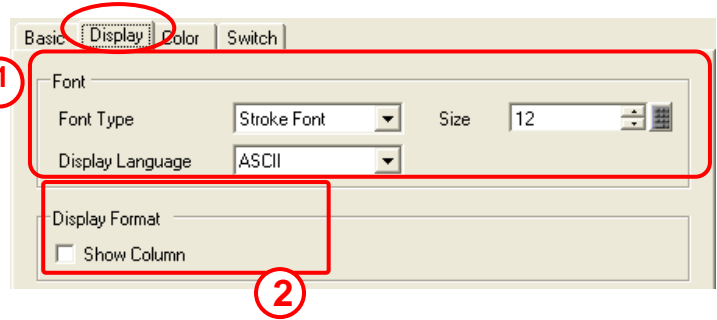 Basic Display Color Switch
1
Font
Font Type Stroke Font Size 12
Display Language ASCII
Display Format
Show Column
2